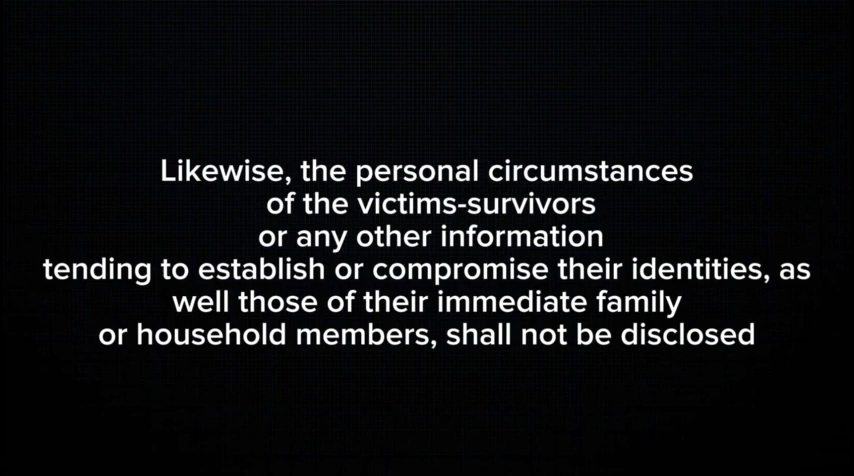 Likewise, the personal circumstances
of the victims-survivors
or any other information
tending to establish or compromise their identities, as
well those of their immediate family
or household members, shall not be disclosed